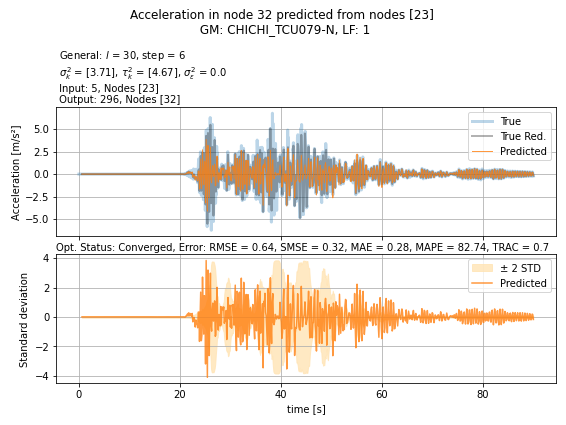 Acceleration in node 32 predicted from nodes [23]
GM: CHICHI_TCU079-N, LF: 1
General: l = 30, step = 6
σ²ₖ = [3.71], τ²ₖ = [4.67], σ²ε = 0.0
Input: 5, Nodes [23]
Output: 296, Nodes [32]
True
True Red.
Predicted
Acceleration [m/s²]
5.0
2.5
0.0
−2.5
−5.0
Opt. Status: Converged, Error: RMSE = 0.64, SMSE = 0.32, MAE = 0.28, MAPE = 82.74, TRAC = 0.7
± 2 STD
Predicted
Standard deviation
4
2
0
−2
−4
0 20 40 60 80
time [s]